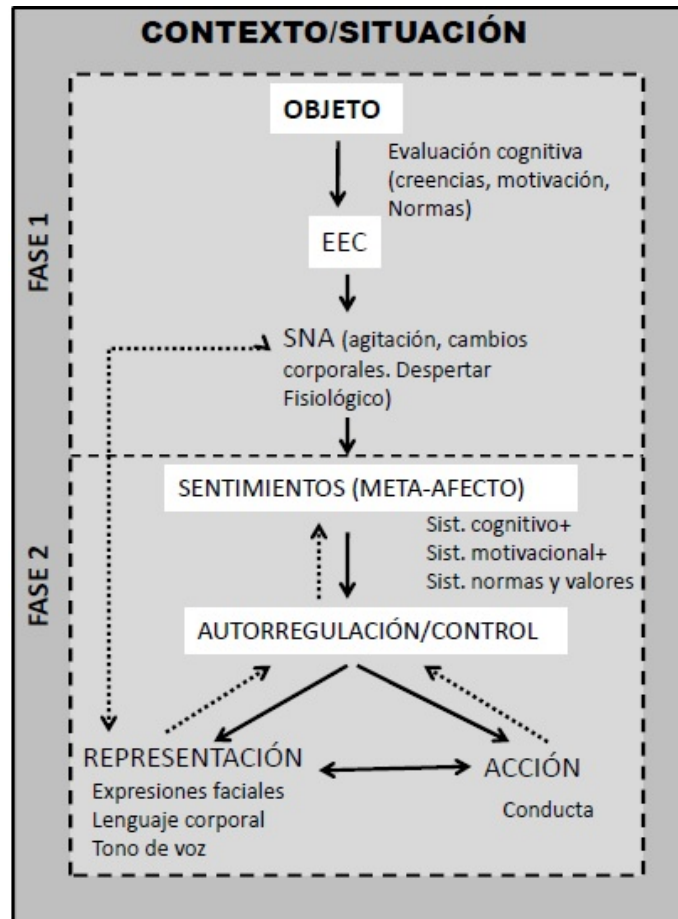 CONTEXTO/SITUACIÓN
FASE 1
OBJETO
Evaluación cognitiva
(creencias, motivación,
Normas)
EEC
SNA (agitación, cambios
corporales. Despertar
Fisiológico)
FASE 2
SENTIMIENTOS (META-AFECTO)
Sist. cognitivo+
Sist. motivacional+
Sist. normas y valores
AUTORREGULACIÓN/CONTROL
REPRESENTACIÓN
Expresiones faciales
Lenguaje corporal
Tono de voz
ACCIÓN
Conducta